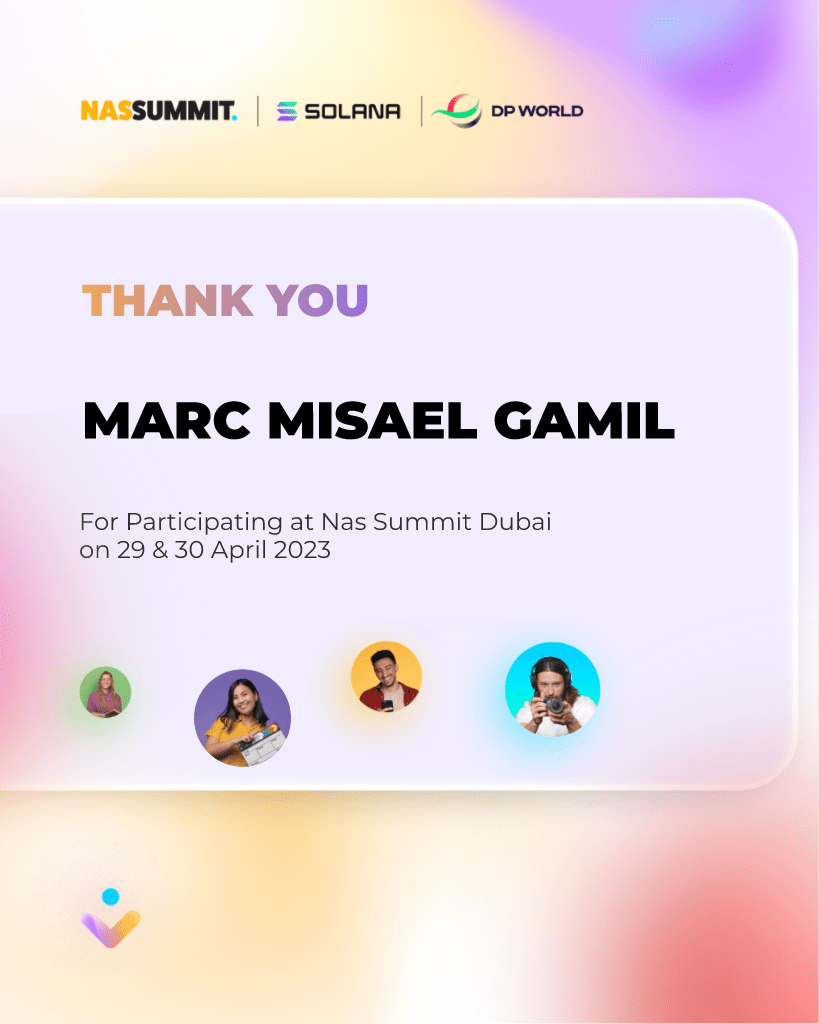 NASSUMMIT. | SOLANA | DP WORLD
THANK YOU
MARC MISAEL GAMIL
For Participating at Nas Summit Dubai
on 29 & 30 April 2023